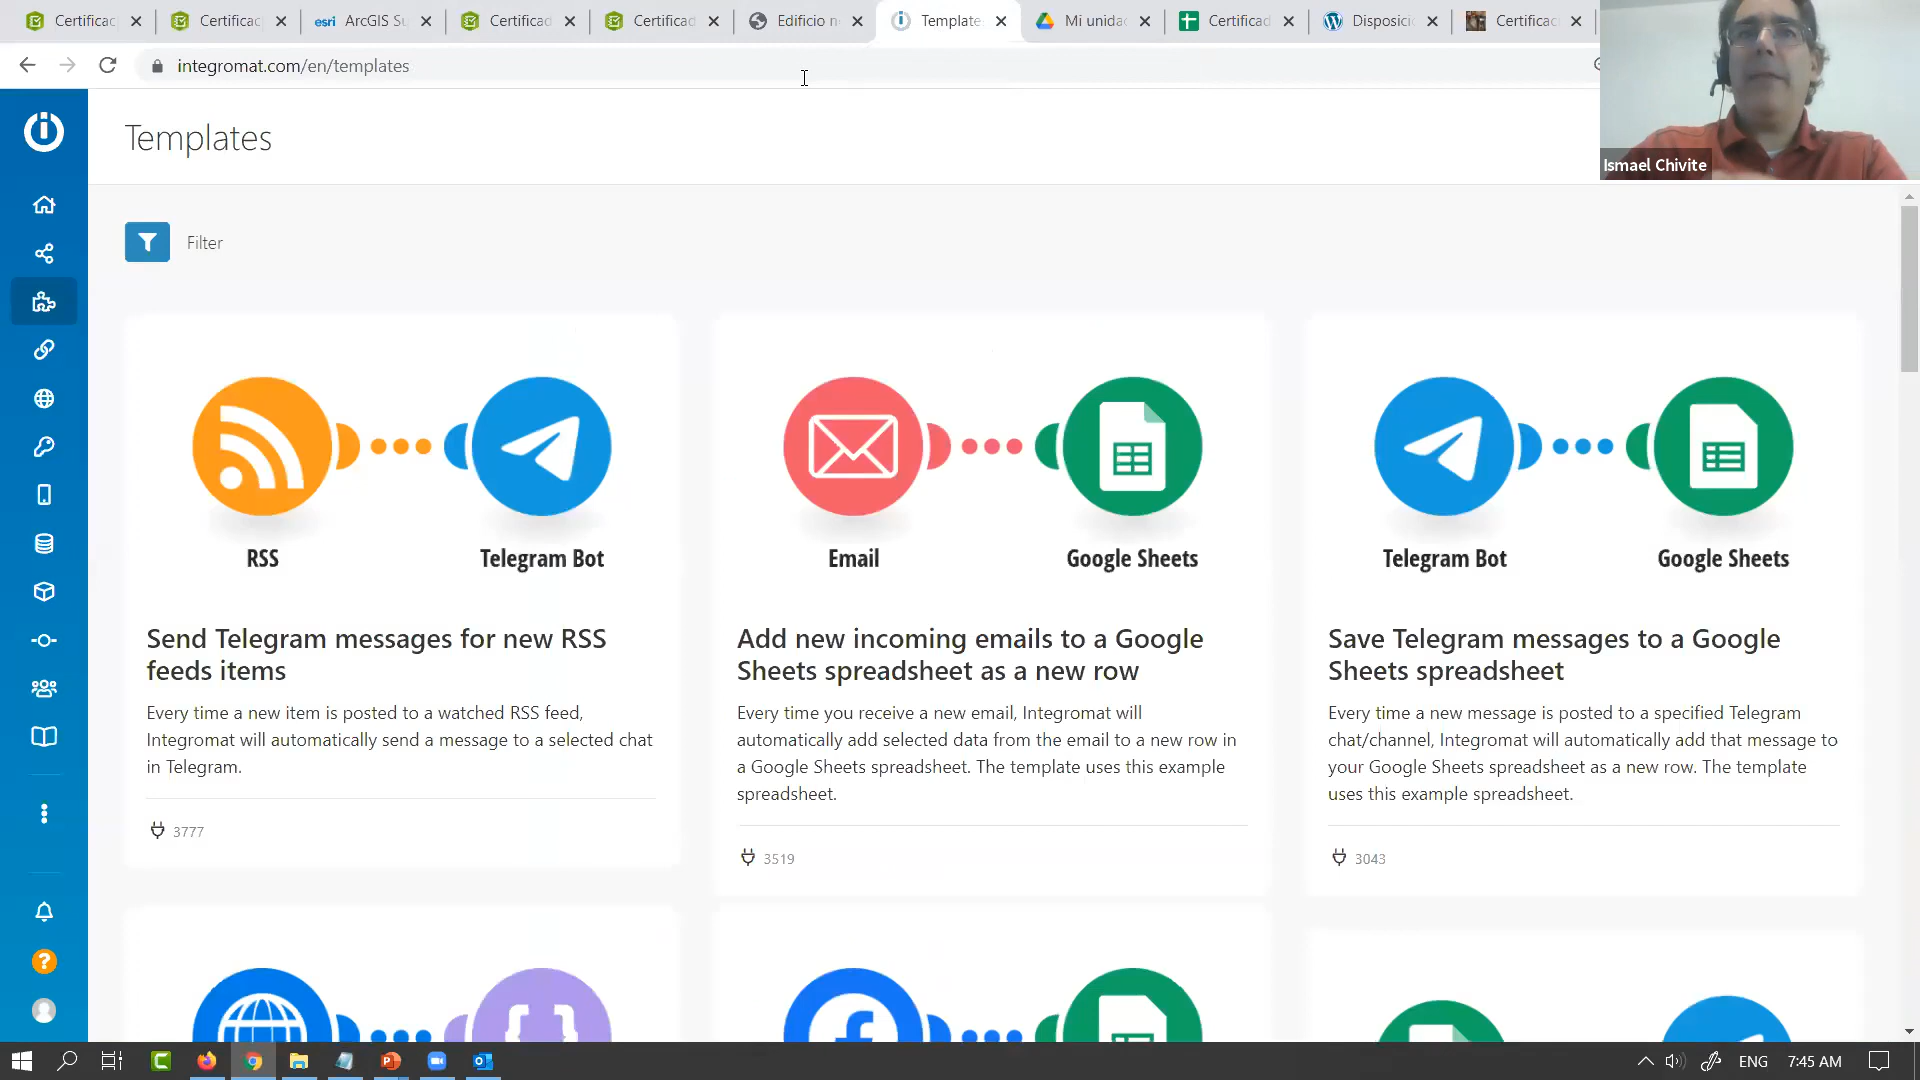 Certificac
Certificac
esri ArcGIS Su
Certificad
Certificad
Edificio n
Template
Mi unidad
Certificad
Disposici
Certificac
integromat.com/en/templates
Templates
Ismael Chivite
Filter
RSS
Telegram Bot
Email
Google Sheets
Telegram Bot
Google Sheets
Send Telegram messages for new RSS
feeds items
Every time a new item is posted to a watched RSS feed,
Integromat will automatically send a message to a selected chat
in Telegram.
3777
Add new incoming emails to a Google
Sheets spreadsheet as a new row
Every time you receive a new email, Integromat will
automatically add selected data from the email to a new row in
a Google Sheets spreadsheet. The template uses this example
spreadsheet.
3519
Save Telegram messages to a Google
Sheets spreadsheet
Every time a new message is posted to a specified Telegram
chat/channel, Integromat will automatically add that message to
your Google Sheets spreadsheet as a new row. The template
uses this example spreadsheet.
3043
ENG
7:45 AM